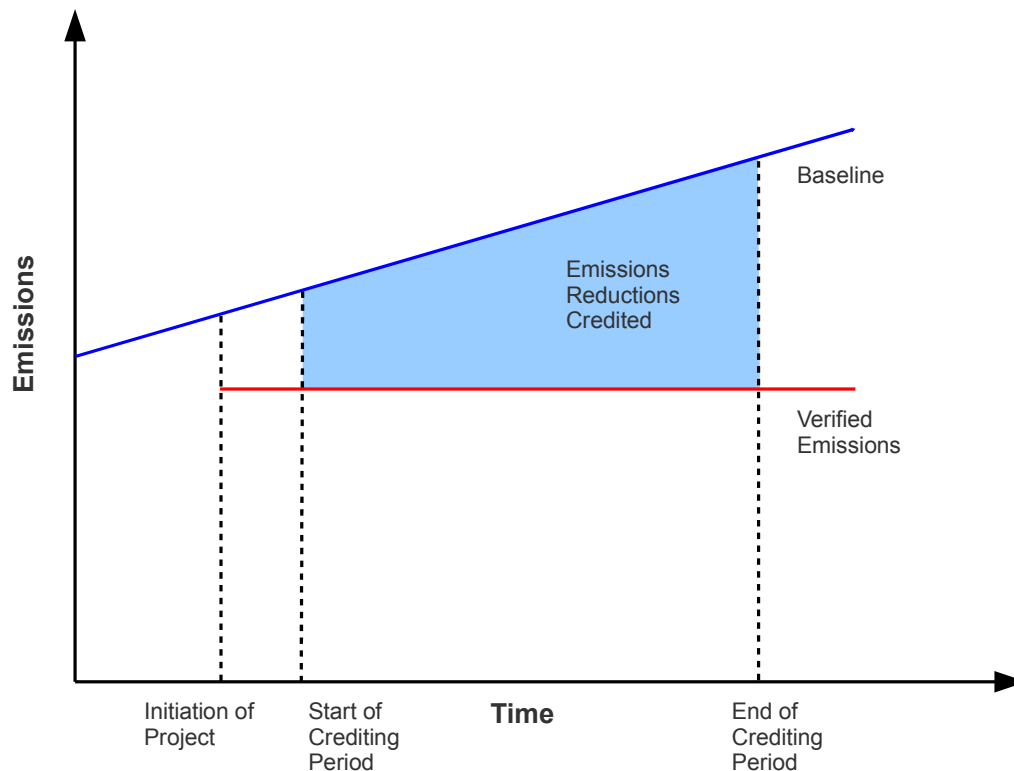 Baseline
Emissions
Emissions
Reductions
Credited
Verified
Emissions
Initiation of
Project
Start of
Crediting
Period
Time
End of
Crediting
Period